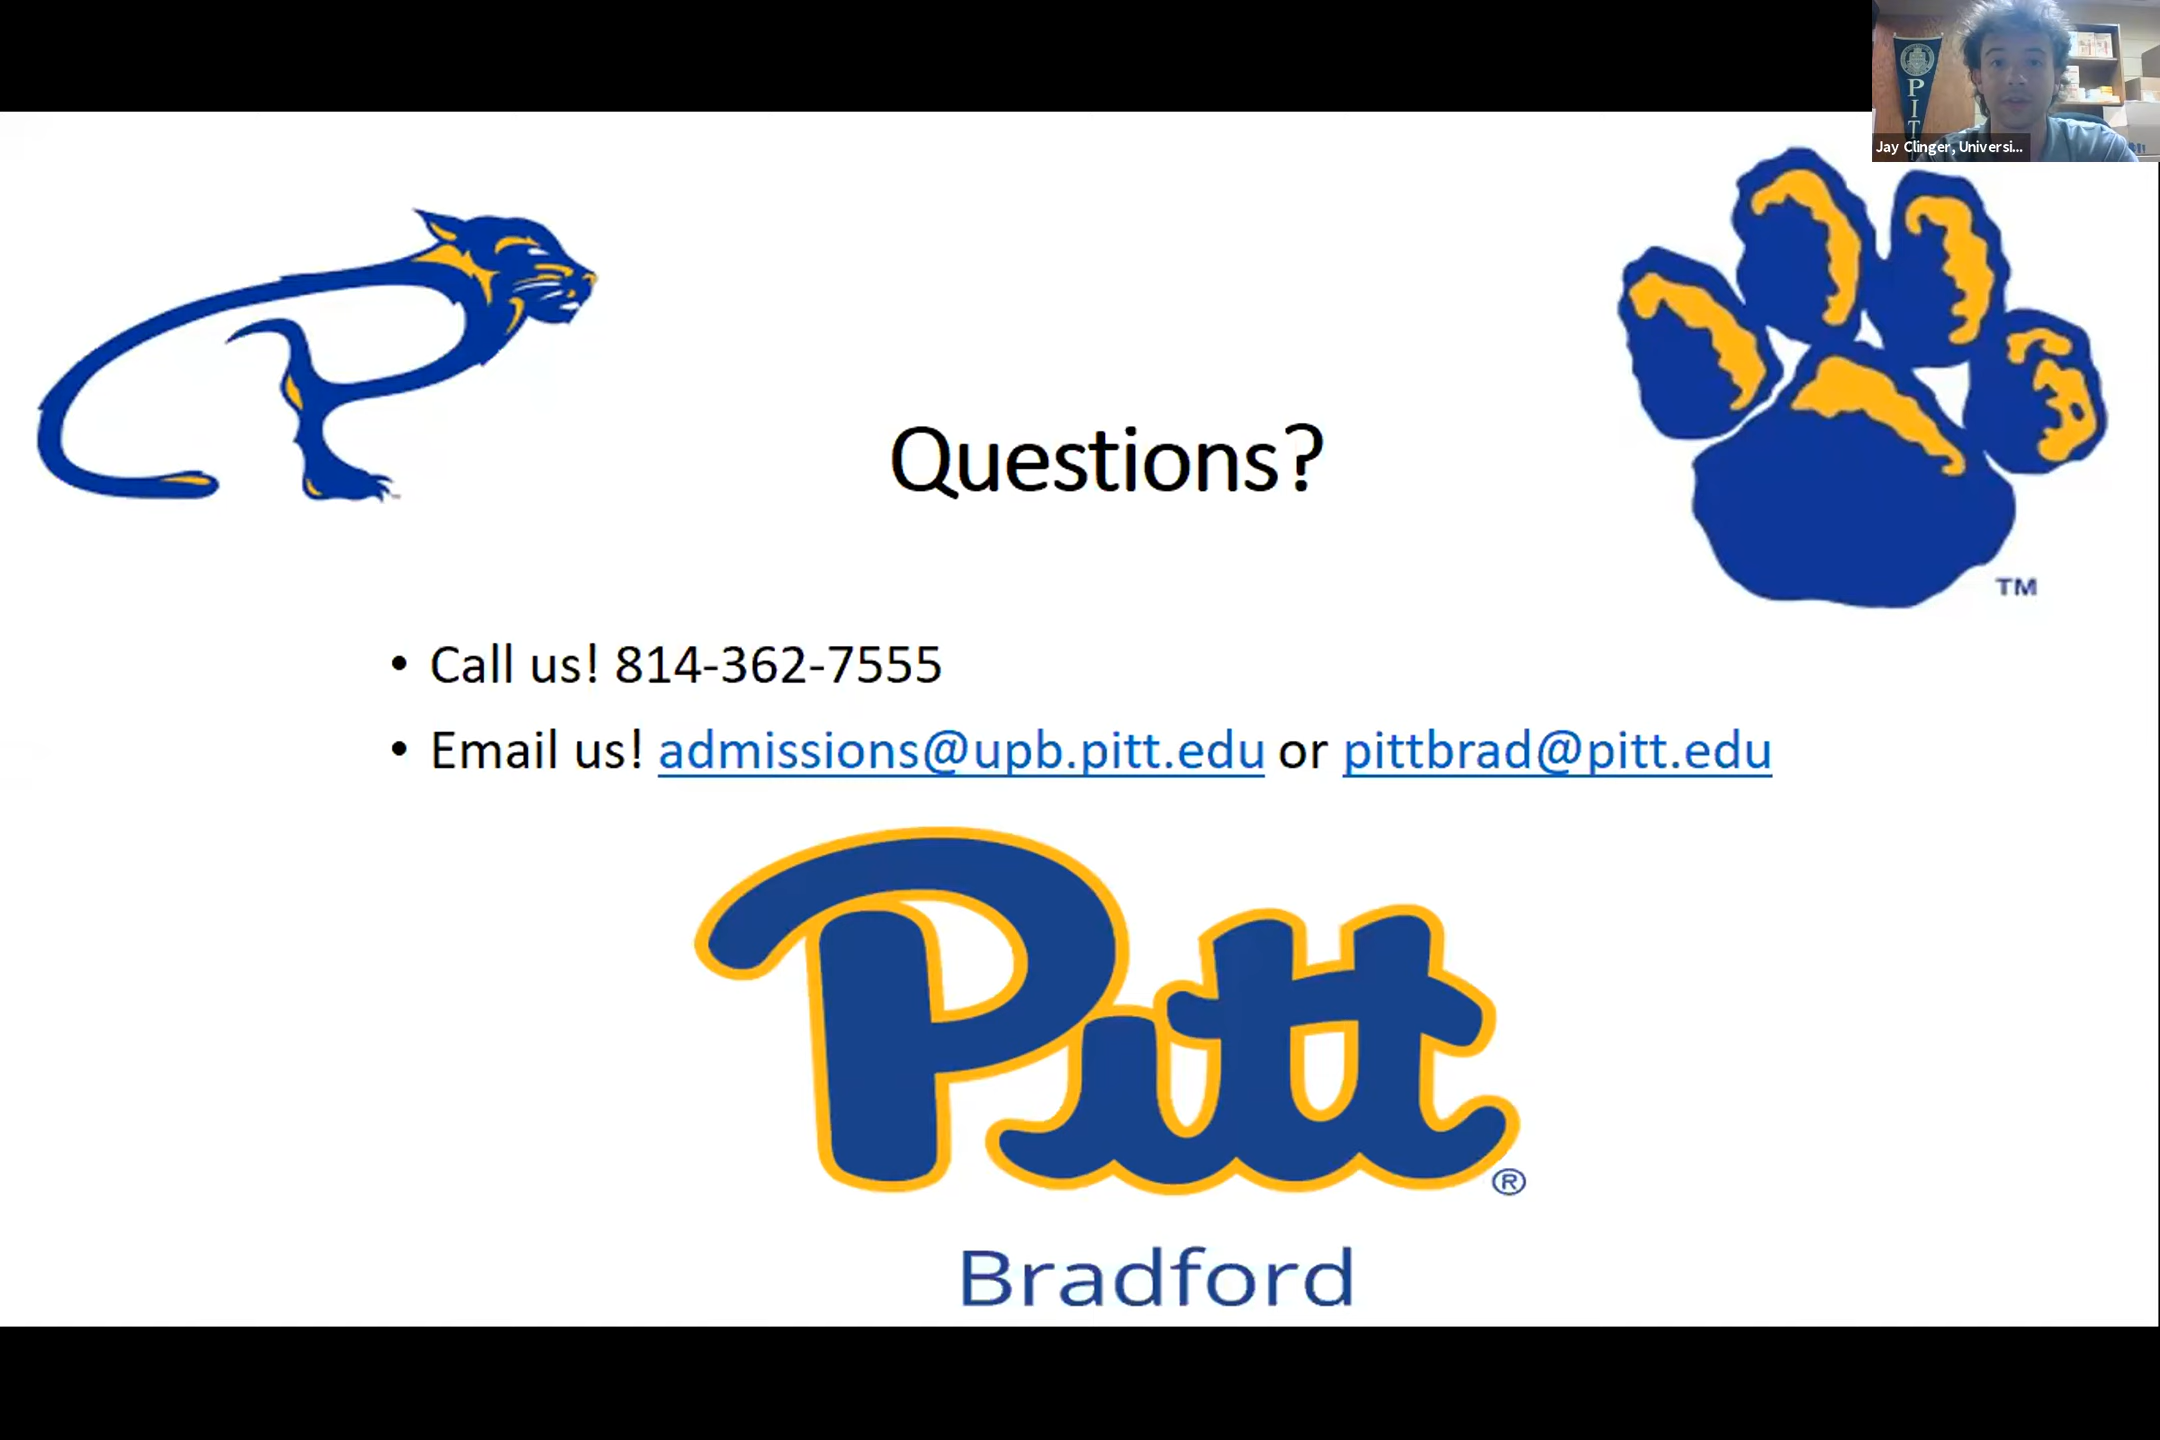 PIT
Jay Clinger, Universi...
Questions?
TM
• Call us! 814-362-7555
• Email us! admissions@upb.pitt.edu or pittbrad@pitt.edu
Pitt
®
Bradford